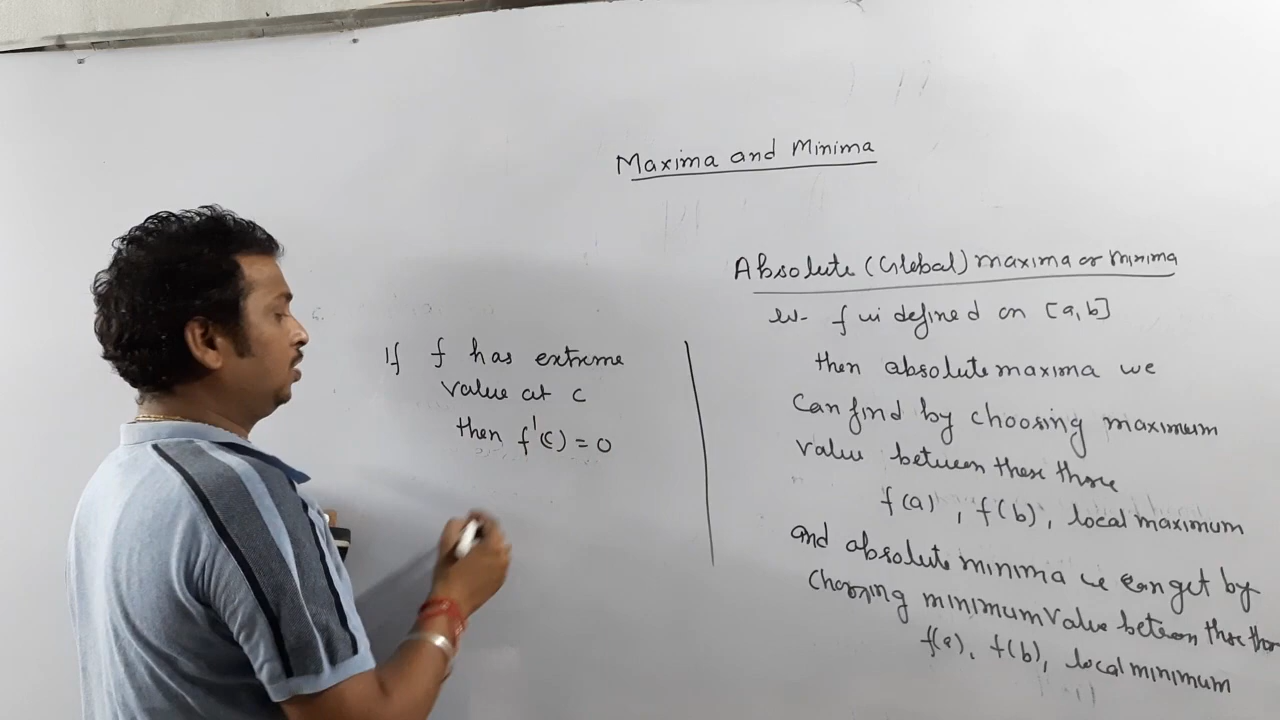 Maxima and Minima
If f has extreme
value at c
then f'(c) = 0
Absolute (Global) maxima or minima
f is defined on [a, b]
then absolute maxima we
can find by choosing maximum
value between these three
f(a), f(b), local maximum
and absolute minima we can get by
choosing minimum value between these
f(a), f(b), local minimum